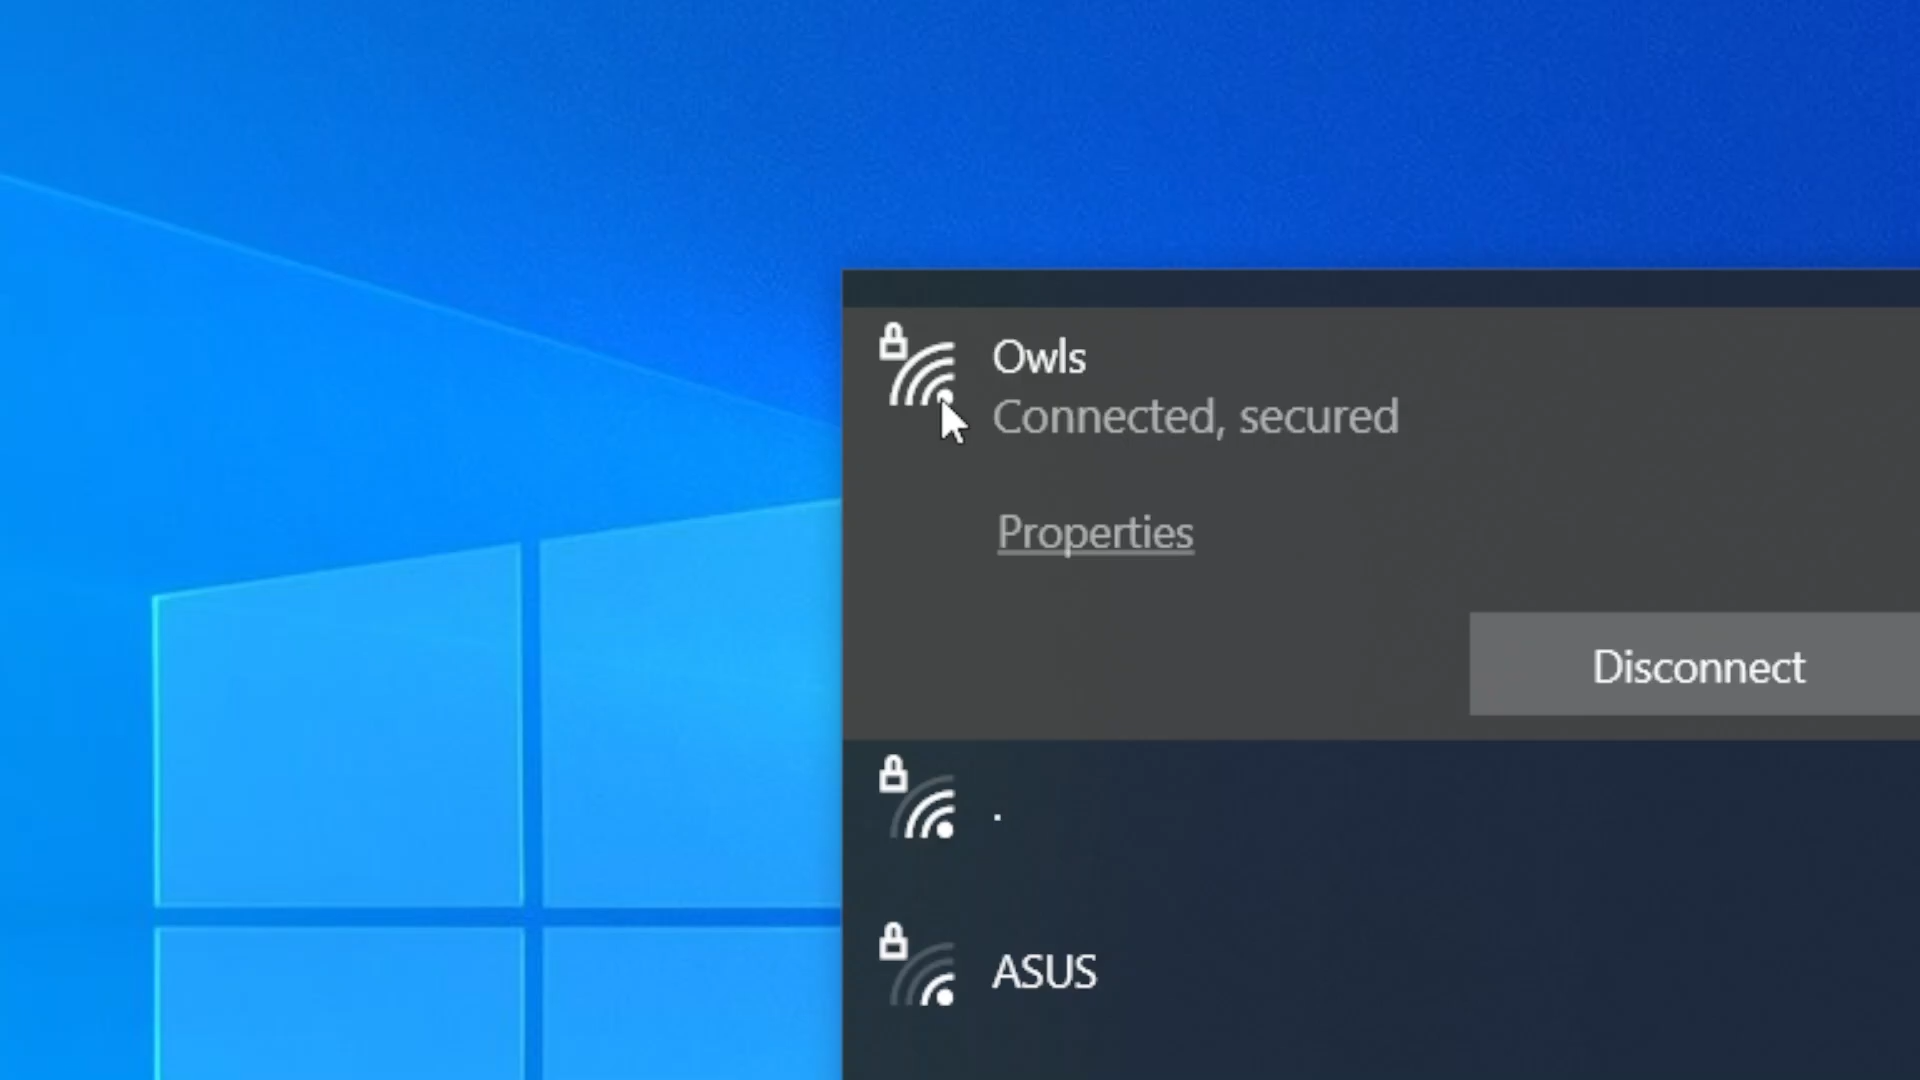 Owls
Connected, secured
Properties
Disconnect
.
ASUS